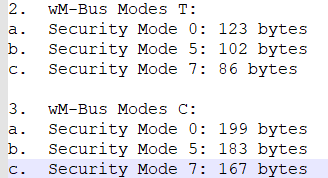 2. wM-Bus Modes T:
a. Security Mode 0: 123 bytes
b. Security Mode 5: 102 bytes
c. Security Mode 7: 86 bytes
3. wM-Bus Modes C:
a. Security Mode 0: 199 bytes
b. Security Mode 5: 183 bytes
c. Security Mode 7: 167 bytes